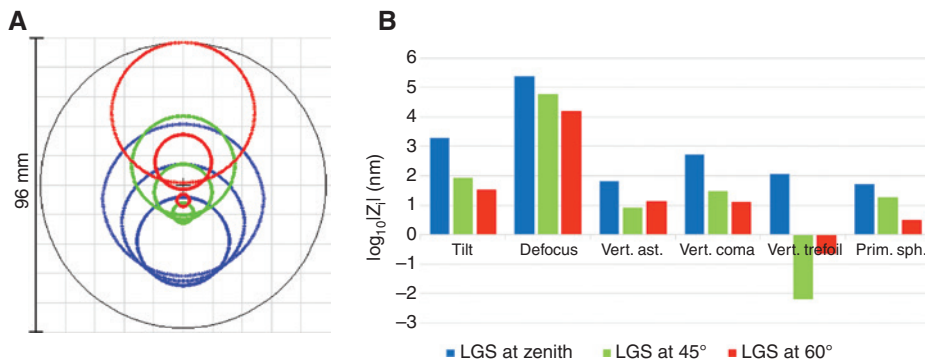 A
96 mm
B
log10|Zi| (nm)
6
5
4
3
2
1
0
−1
−2
−3
Tilt
Defocus
Vert. ast.
Vert. coma
Vert. trefoil
Prim. sph.
LGS at zenith
LGS at 45°
LGS at 60°